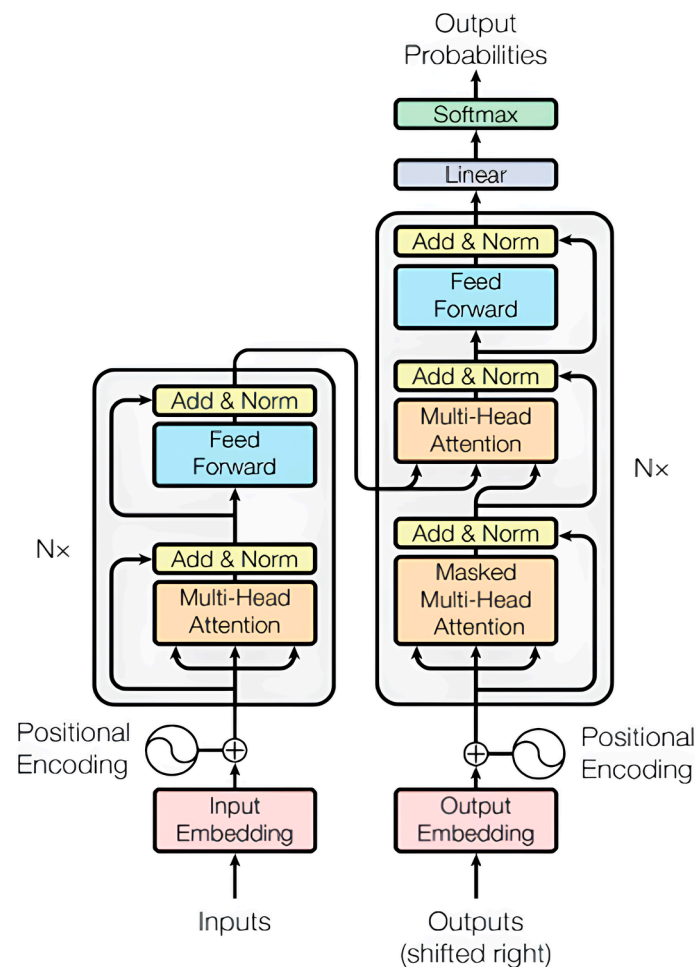 Output
Probabilities
Softmax
Linear
Add & Norm
Feed
Forward
Add & Norm
Multi-Head
Attention
Add & Norm
Masked
Multi-Head
Attention
N×
Add & Norm
Feed
Forward
Add & Norm
Multi-Head
Attention
N×
Positional
Encoding
Positional
Encoding
Input
Embedding
Output
Embedding
Inputs
Outputs
(shifted right)